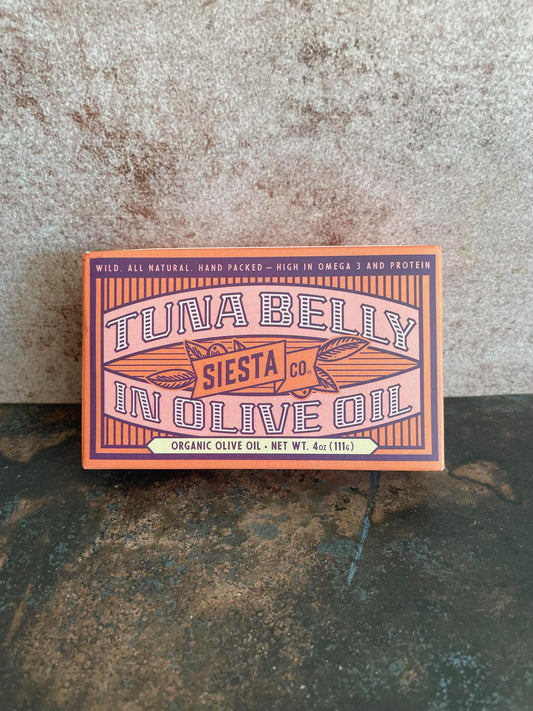 WILD. ALL NATURAL. HAND PACKED – HIGH IN OMEGA 3 AND PROTEIN
TUNA BELLY
SIESTA CO.
IN OLIVE OIL
ORGANIC OLIVE OIL • NET WT. 4OZ (111G)